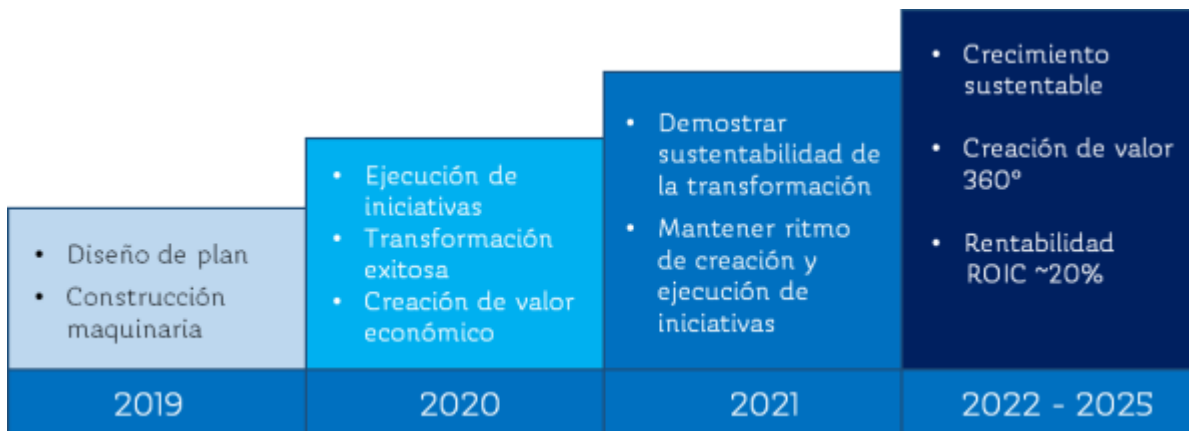 • Diseño de plan
• Construcción
maquinaria
2019
• Ejecución de
iniciativas
• Transformación
exitosa
• Creación de valor
económico
2020
• Demostrar
sustentabilidad de
la transformación
• Mantener ritmo
de creación y
ejecución de
iniciativas
2021
• Crecimiento
sustentable
• Creación de valor
360°
• Rentabilidad
ROIC ~20%
2022 - 2025